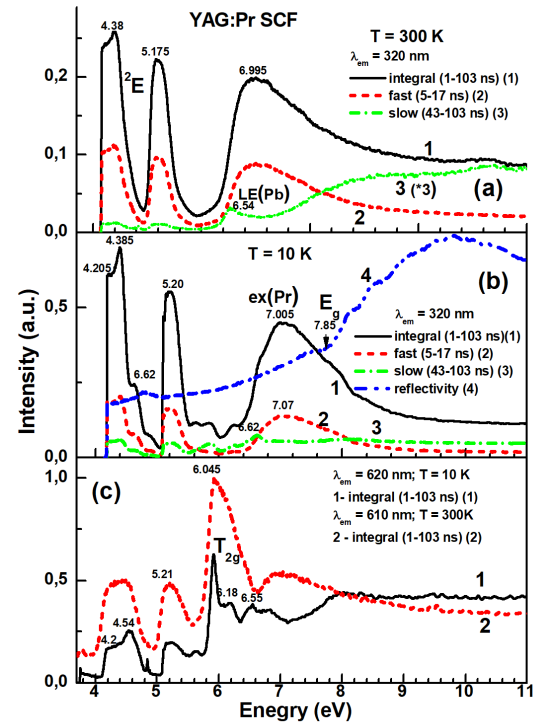 YAG:Pr SCF
4.38
5.175
6.995
²E
T = 300 K
λem = 320 nm
integral (1-103 ns) (1)
fast (5-17 ns) (2)
slow (43-103 ns) (3)
0,2
0,1
0,0
LE(Pb)
6.54
1
3 (*3)
2
(a)
4.385
4.205
5.20
6.62
T = 10 K
ex(Pr)
7.005
Eg
7.85
4
(b)
λem = 320 nm
integral (1-103 ns)(1)
fast (5-17 ns) (2)
slow (43-103 ns) (3)
reflectivity (4)
0,5
0,0
6.62
7.07
1
2
3
Intensity (a.u.)
(c)
6.045
T2g
5.21
4.2
4.54
6.18
6.55
λem = 620 nm; T = 10 K
1- integral (1-103 ns) (1)
λem = 610 nm; T = 300K
2 - integral (1-103 ns) (2)
1
2
1,0
0,5
0,0
4 5 6 7 8 9 10 11
Enegry (eV)